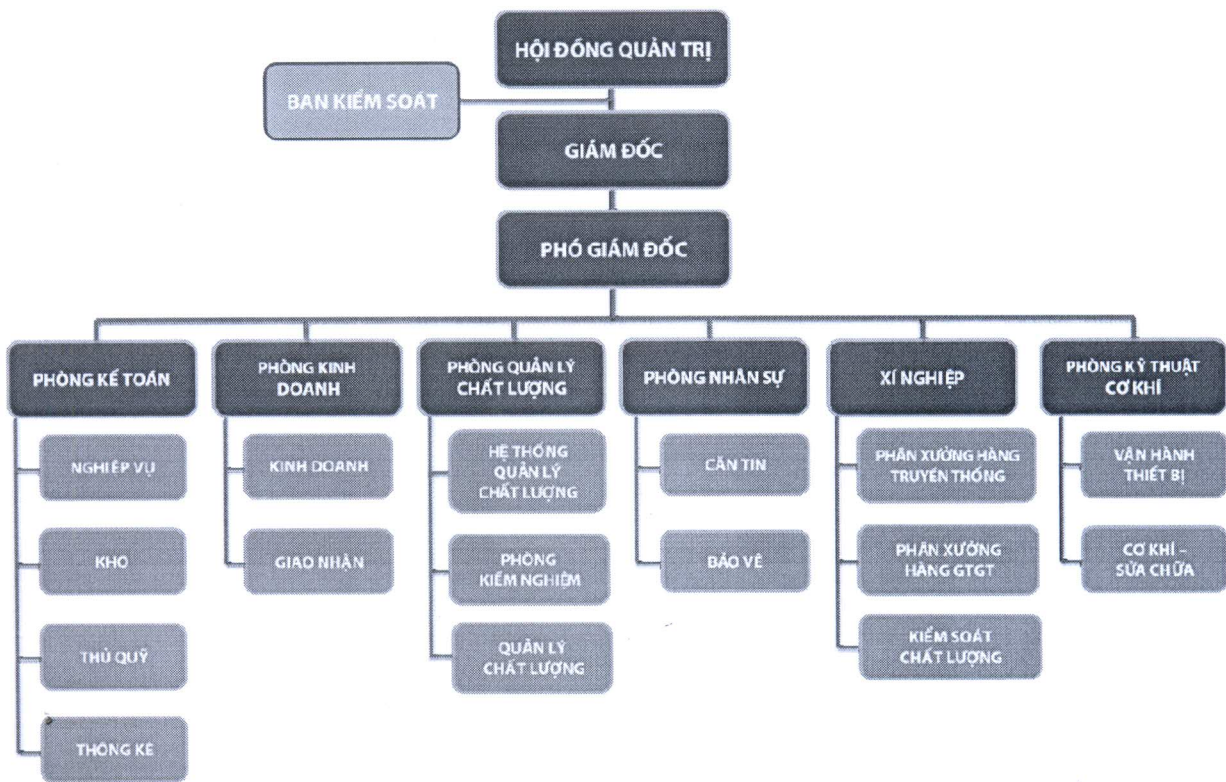 HỘI ĐỒNG QUẢN TRỊ
BAN KIỂM SOÁT
GIÁM ĐỐC
PHÓ GIÁM ĐỐC
PHÒNG KẾ TOÁN
NGHIỆP VỤ
KHO
THỦ QUỸ
THỐNG KÊ
PHÒNG KINH
DOANH
KINH DOANH
GIAO NHẬN
PHÒNG QUẢN LÝ
CHẤT LƯỢNG
HỆ THỐNG
QUẢN LÝ
CHẤT LƯỢNG
PHÒNG
KIỂM NGHIỆM
QUẢN LÝ
CHẤT LƯỢNG
PHÒNG NHÂN SỰ
CĂN TIN
BẢO VỆ
XÍ NGHIỆP
PHÂN XƯỞNG HÀNG
TRUYỀN THỐNG
PHÂN XƯỞNG
HÀNG GTGT
KIỂM SOÁT
CHẤT LƯỢNG
PHÒNG KỸ THUẬT
CƠ KHÍ
VẬN HÀNH
THIẾT BỊ
CƠ KHÍ –
SỬA CHỮA